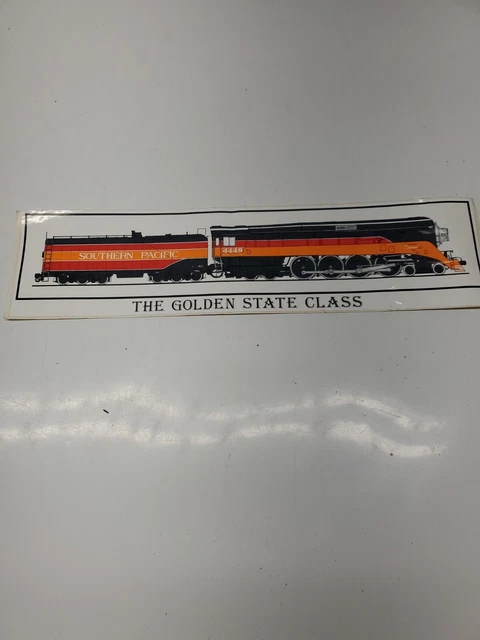 SOUTHERN PACIFIC
4449
THE GOLDEN STATE CLASS